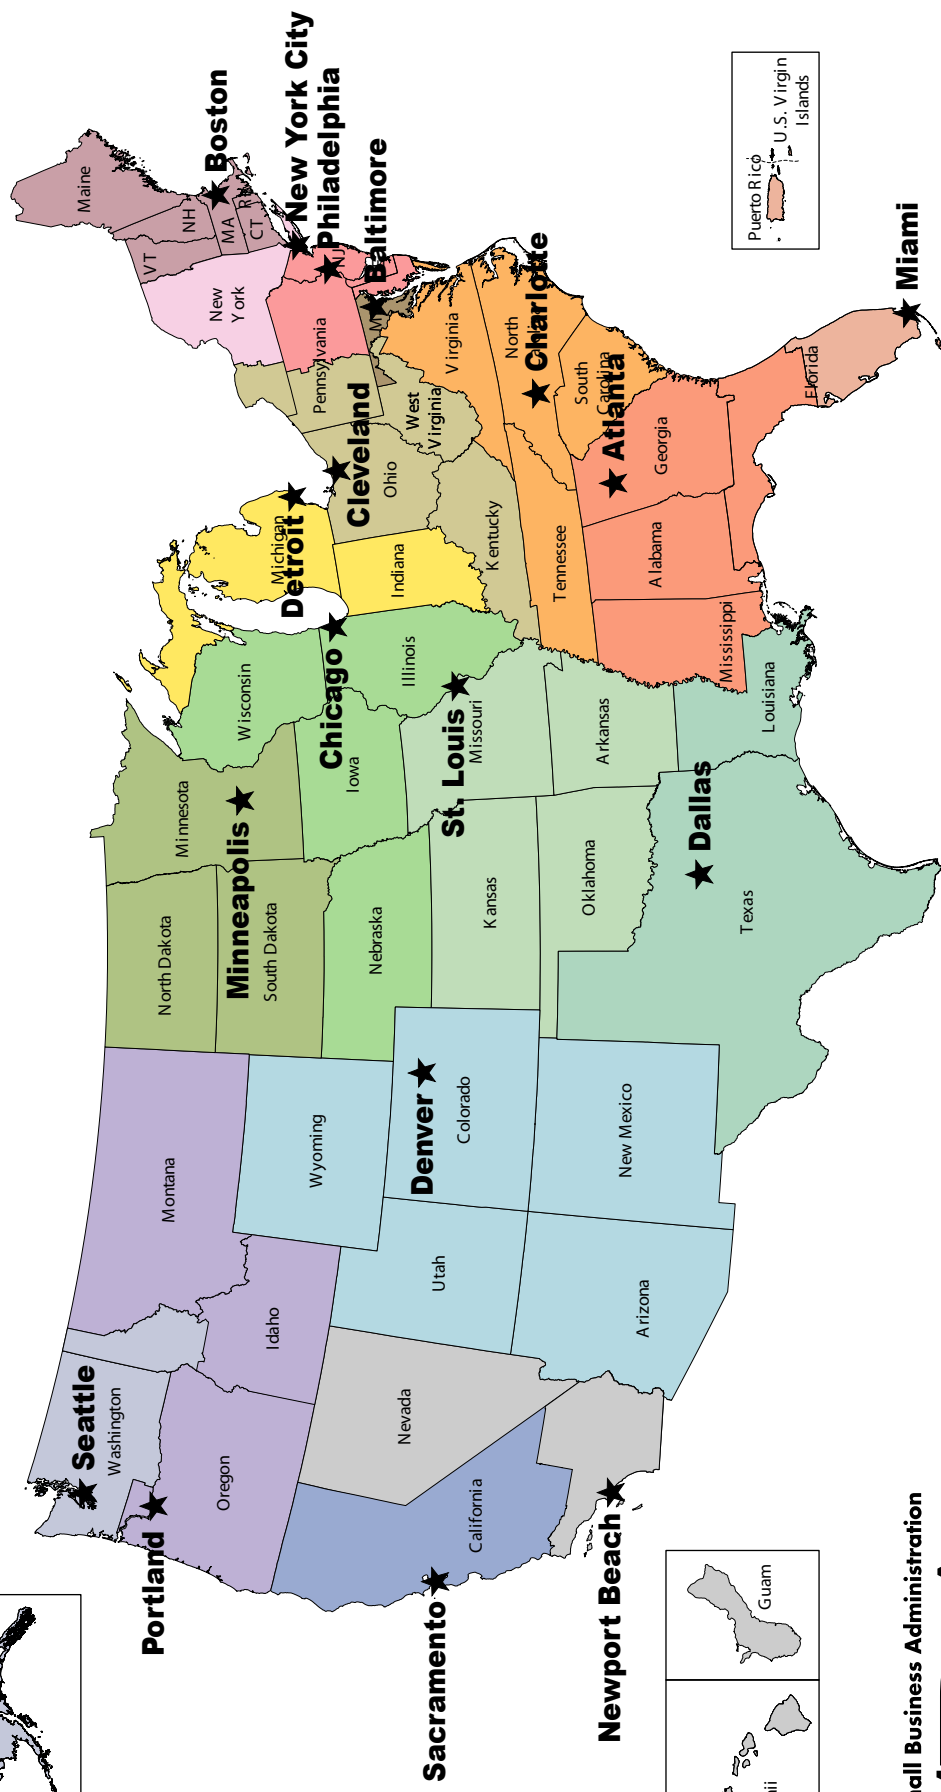 Seattle
Washington
Portland
Oregon
Idaho
Montana
Wyoming
Nevada
Utah
California
Sacramento
Newport Beach
Arizona
New Mexico
Denver
Colorado
North Dakota
South Dakota
Nebraska
Kansas
Oklahoma
Texas
Dallas
Minnesota
Minneapolis
Iowa
Missouri
St. Louis
Arkansas
Louisiana
Wisconsin
Chicago
Illinois
Michigan
Detroit
Indiana
Ohio
Cleveland
Kentucky
Tennessee
Mississippi
Alabama
Georgia
Atlanta
Florida
Miami
South
Carolina
North
Charlotte
Virginia
West
Virginia
Pennsylvania
Baltimore
Philadelphia
NJ
New York City
New
York
VT
NH
MA
CT
RI
Boston
Maine
Puerto Rico
U.S. Virgin
Islands
Guam
Business Administration